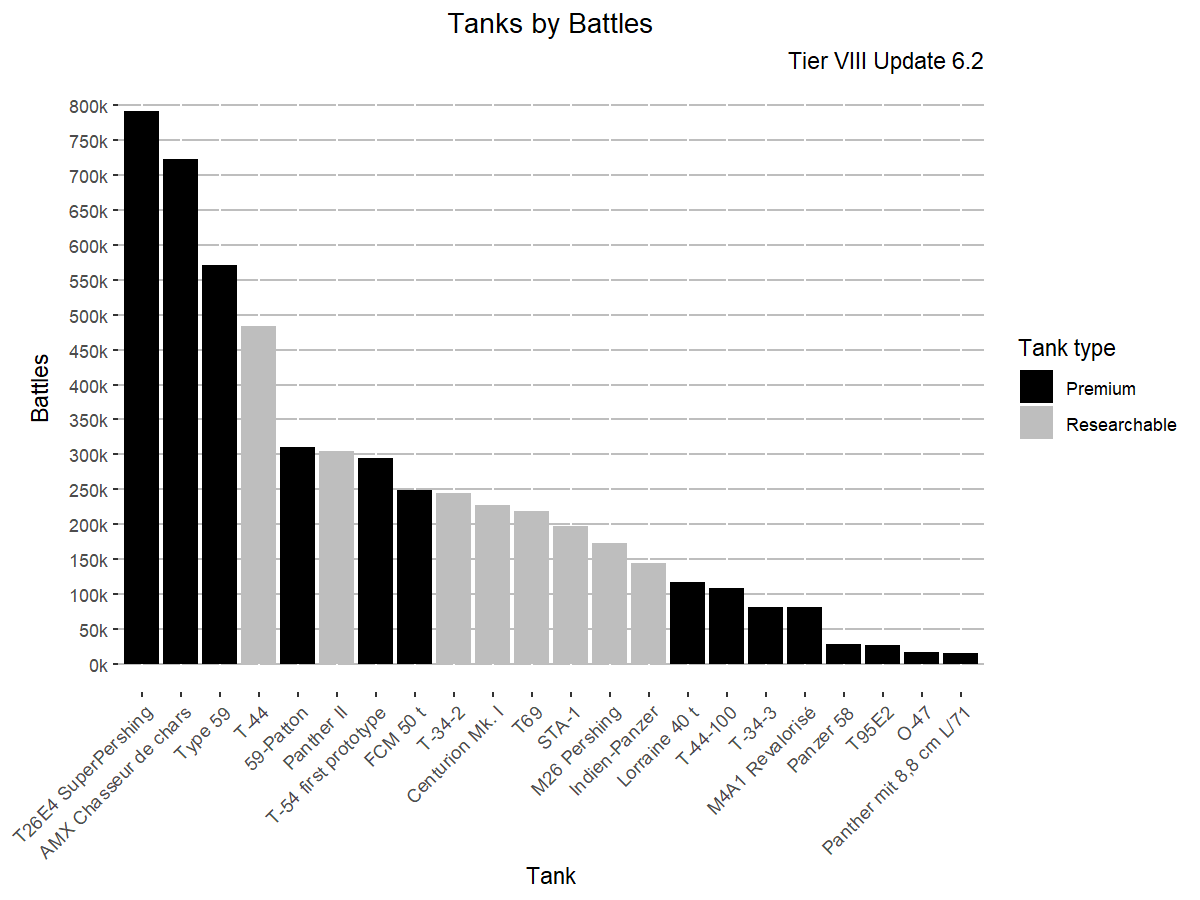 Tanks by Battles
Tier VIII Update 6.2
800k
750k
700k
650k
600k
550k
500k
450k
400k
350k
300k
250k
200k
150k
100k
50k
0k
Battles
T26E4 SuperPershing
AMX Chasseur de chars
Type 59
T-44
59-Patton
Panther II
T-54 first prototype
FCM 50 t
T-34-2
Centurion Mk. I
T69
STA-1
M26 Pershing
Indien-Panzer
Lorraine 40 t
T-44-100
T-34-3
M4A1 Revalorisé
Panzer 58
T95E2
O-47
Panther mit 8,8 cm L/71
Tank
Tank type
Premium
Researchable